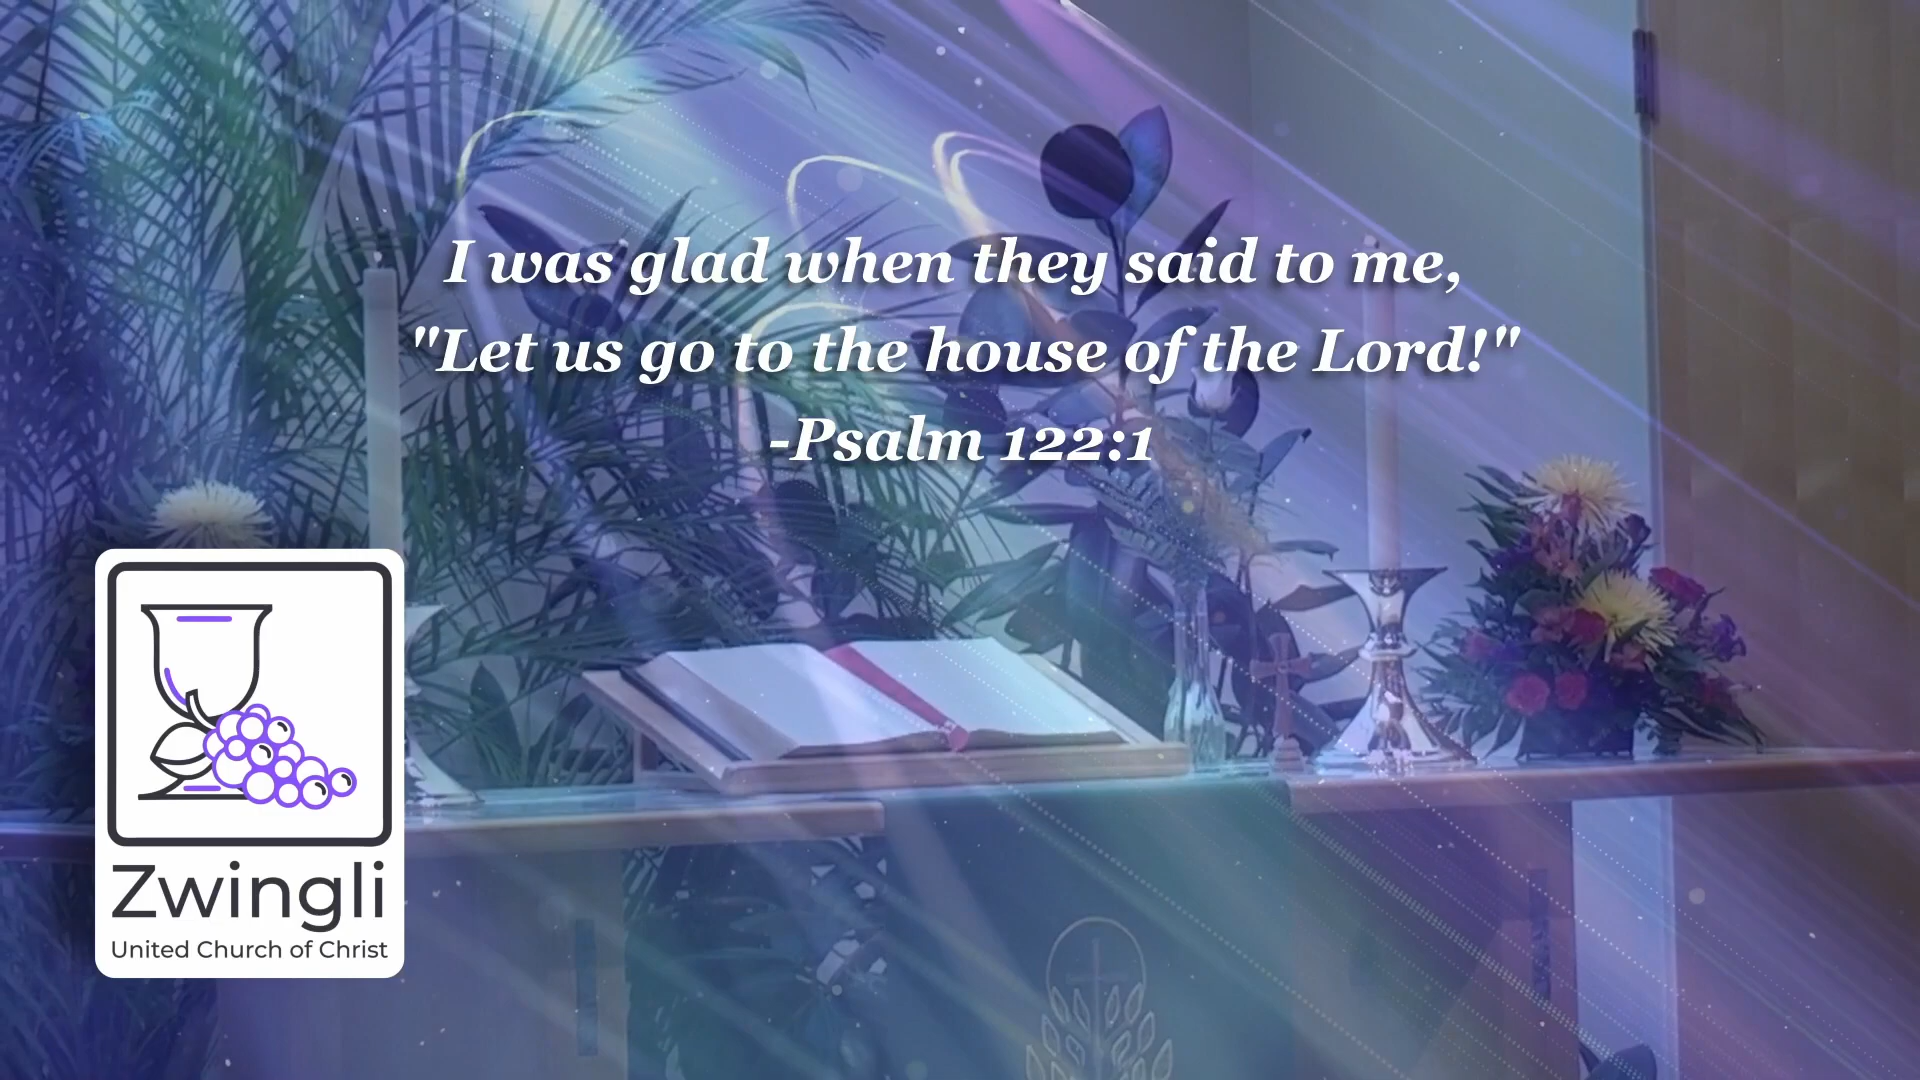 I was glad when they said to me,
"Let us go to the house of the Lord!"
-Psalm 122:1
Zwingli
United Church of Christ